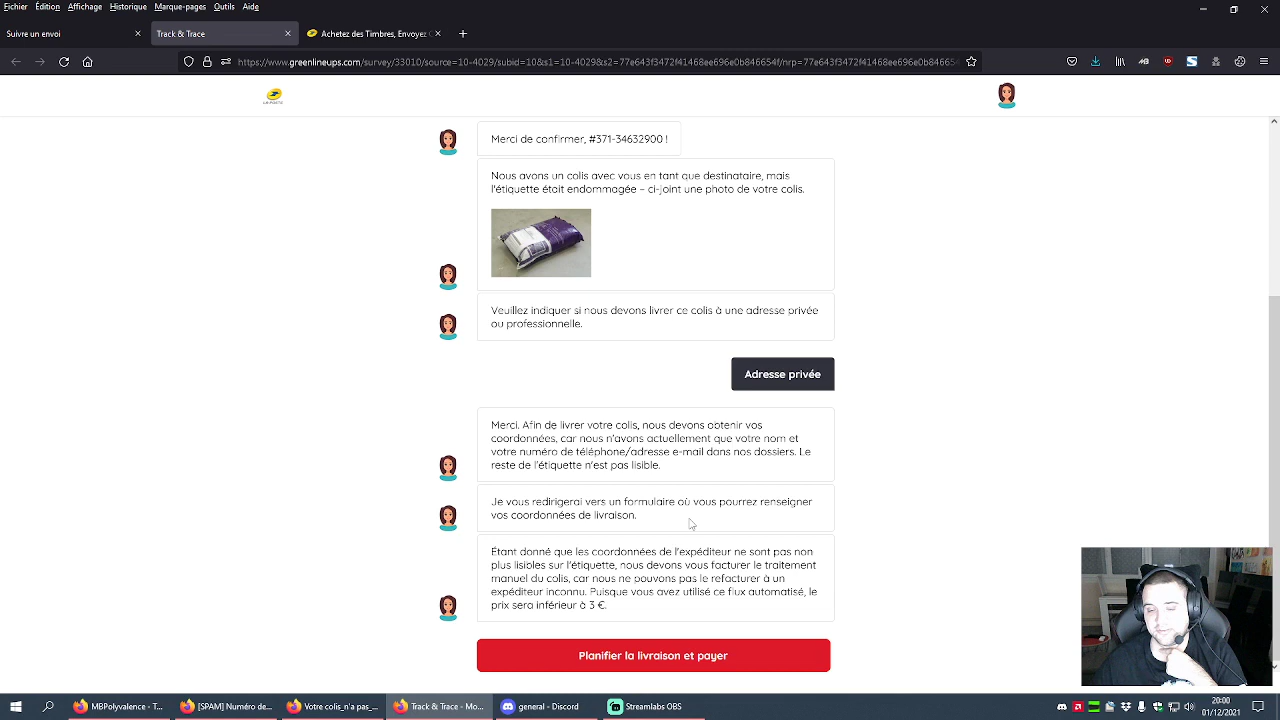 Fichier Édition Affichage Historique Marque-pages Outils Aide
Suivre un envoi
Track & Trace
Achetez des Timbres, Envoyez
https://www.greenlineups.com/survey/33010/source=10-4029/subid=10&s1=10-4029&s2=77e643f3472f41468ee696e0b846654f/nrp=77e643f3472f41468ee696e0b84665
LA POSTE
Merci de confirmer, #371-34632900 !
Nous avons un colis avec vous en tant que destinataire, mais
l'étiquette était endommagée – ci-joint une photo de votre colis.
Veuillez indiquer si nous devons livrer ce colis à une adresse privée
ou professionnelle.
Adresse privée
Merci. Afin de livrer votre colis, nous devons obtenir vos
coordonnées, car nous n'avons actuellement que votre nom et
votre numéro de téléphone/adresse e-mail dans nos dossiers. Le
reste de l'étiquette n'est pas lisible.
Je vous redirigerai vers un formulaire où vous pourrez renseigner
vos coordonnées de livraison.
Étant donné que les coordonnées de l'expéditeur ne sont pas non
plus lisibles sur l'étiquette, nous devons vous facturer le traitement
manuel du colis, car nous ne pouvons pas le refacturer à un
expéditeur inconnu. Puisque vous avez utilisé ce flux automatisé, le
prix sera inférieur à 3 €.
Planifier la livraison et payer
MBPolyvalence - T...
[SPAM] Numéro de...
Votre colis n'a pas...
Track & Trace - Mo...
general - Discord
Streamlabs OBS
20:00
01/12/2021